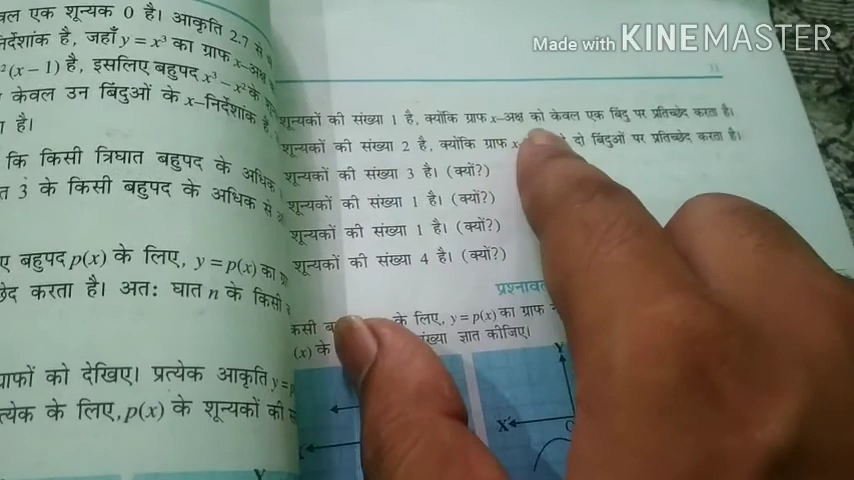 Made with KINEMASTER
वल एक शून्यक 0 है। आकृति 2.7 से
निर्देशांक है, जहाँ y = x³ का ग्राफ x–अक्ष
²(x – 1) है, इसलिए बहुपद x³ – x² के
केवल उन बिंदुओं के x–निर्देशांक हैं,
ा है।
कि किसी त्रिघात बहुपद के अधिक
त 3 के किसी बहुपद के अधिक से
ए बहुपद p(x) के लिए, y = p(x) का
छेद करता है। अतः घात n के किसी
ग्राफों को देखिए। प्रत्येक आकृति y =
त्येक के लिए, p(x) के शून्यकों की
शून्यकों की संख्या 1 है, क्योंकि ग्राफ x–अक्ष को केवल एक बिंदु पर प्रतिच्छेद करता है।
शून्यकों की संख्या 2 है, क्योंकि ग्राफ दो बिंदुओं पर प्रतिच्छेद करता है।
शून्यकों की संख्या 3 है। (क्यों?)
शून्यकों की संख्या 1 है। (क्यों?)
शून्यकों की संख्या 1 है। (क्यों?)
शून्यकों की संख्या 4 है। (क्यों?)
प्रश्नाव
कसी ब के लिए, y = p(x) का ग्राफ
(x) के संख्या ज्ञात कीजिए।
Y
X′
Y